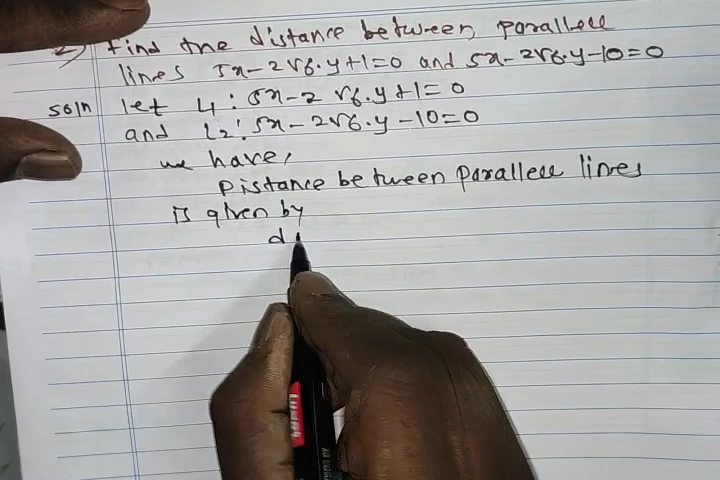 2) Find the distance between parallel
lines 5x-2√6.y+1=0 and 5x-2√6.y-10=0
soln let L1: 5x-2√6.y+1=0
and L2: 5x-2√6.y-10=0
we have,
Distance between parallel lines
is given by
d